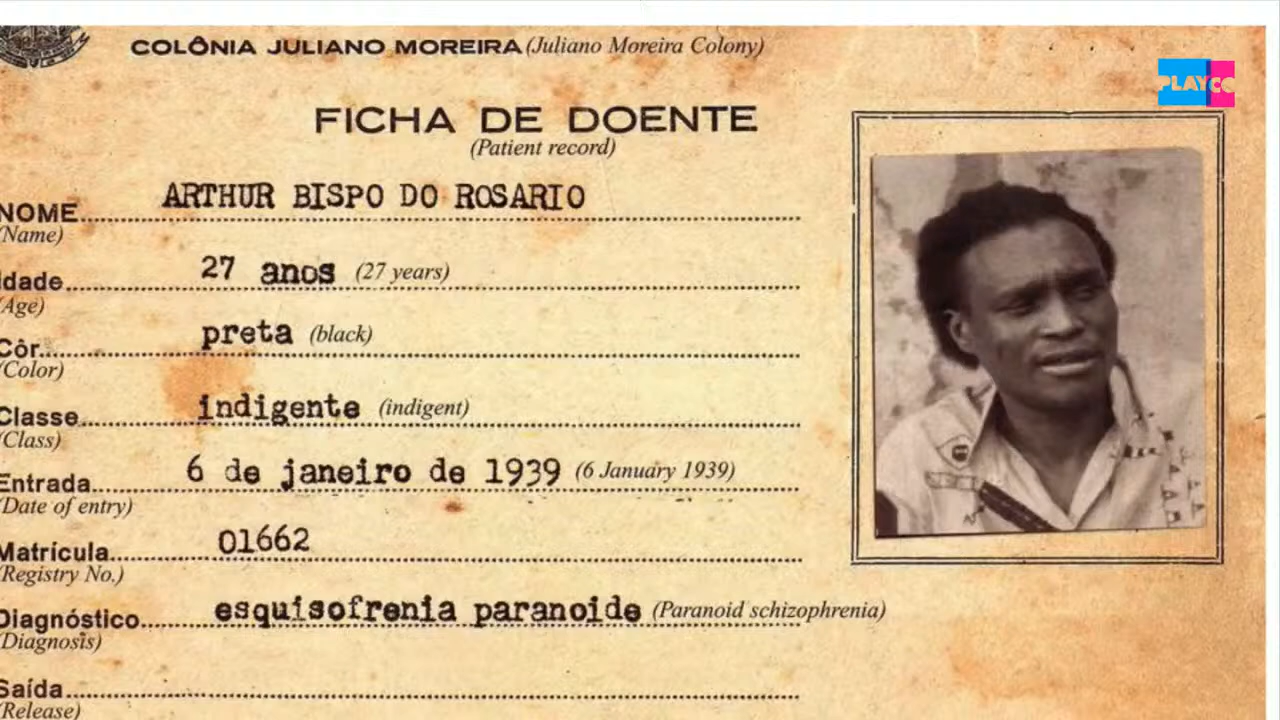 COLÔNIA JULIANO MOREIRA (Juliano Moreira Colony)
PLAYCO
FICHA DE DOENTE
(Patient record)
NOME ARTHUR BISPO DO ROSARIO
(Name)
Idade 27 anos (27 years)
(Age)
Côr preta (black)
(Color)
Classe indigente (indigent)
(Class)
Entrada 6 de janeiro de 1939 (6 January 1939)
(Date of entry)
Matrícula 01662
(Registry No.)
Diagnóstico esquisofrenia paranoide (Paranoid schizophrenia)
(Diagnosis)
Saída
(Release)